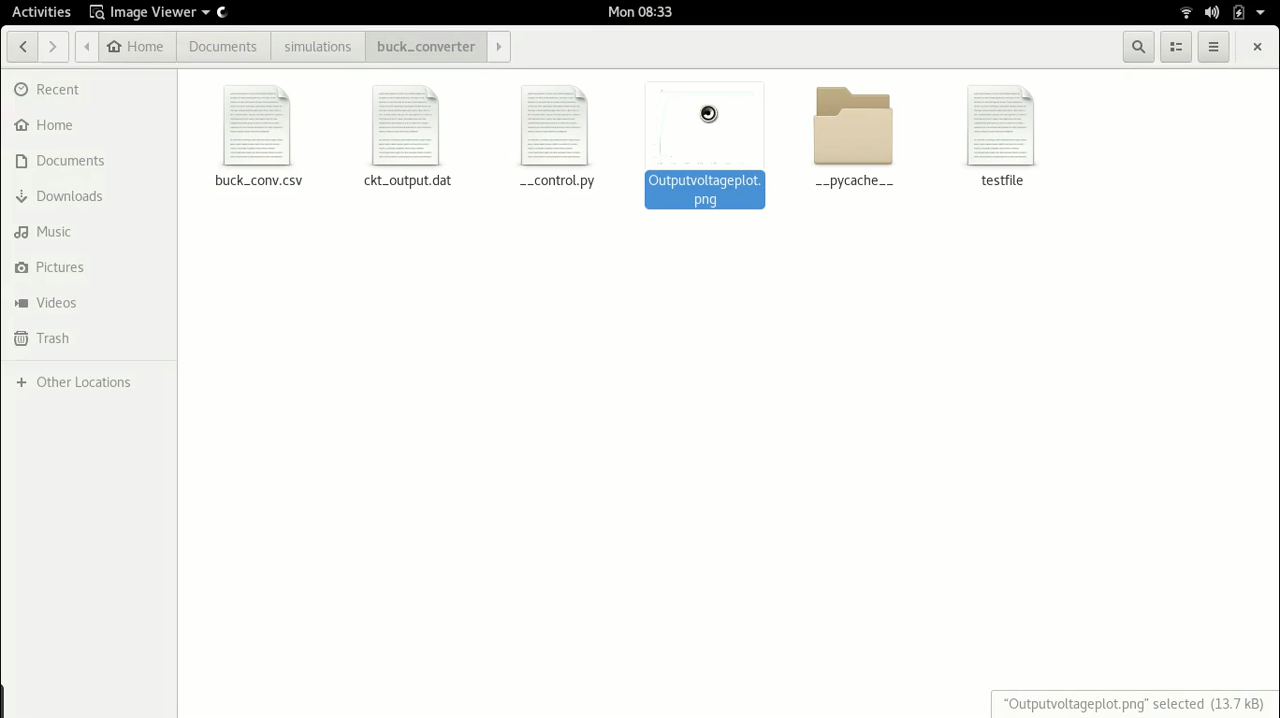 Activities Image Viewer Mon 08:33
Home Documents simulations buck_converter
Recent
Home
Documents
Downloads
Music
Pictures
Videos
Trash
Other Locations
buck_conv.csv
ckt_output.dat
__control.py
Outputvoltageplot.
png
__pycache__
testfile
"Outputvoltageplot.png" selected (13.7 kB)